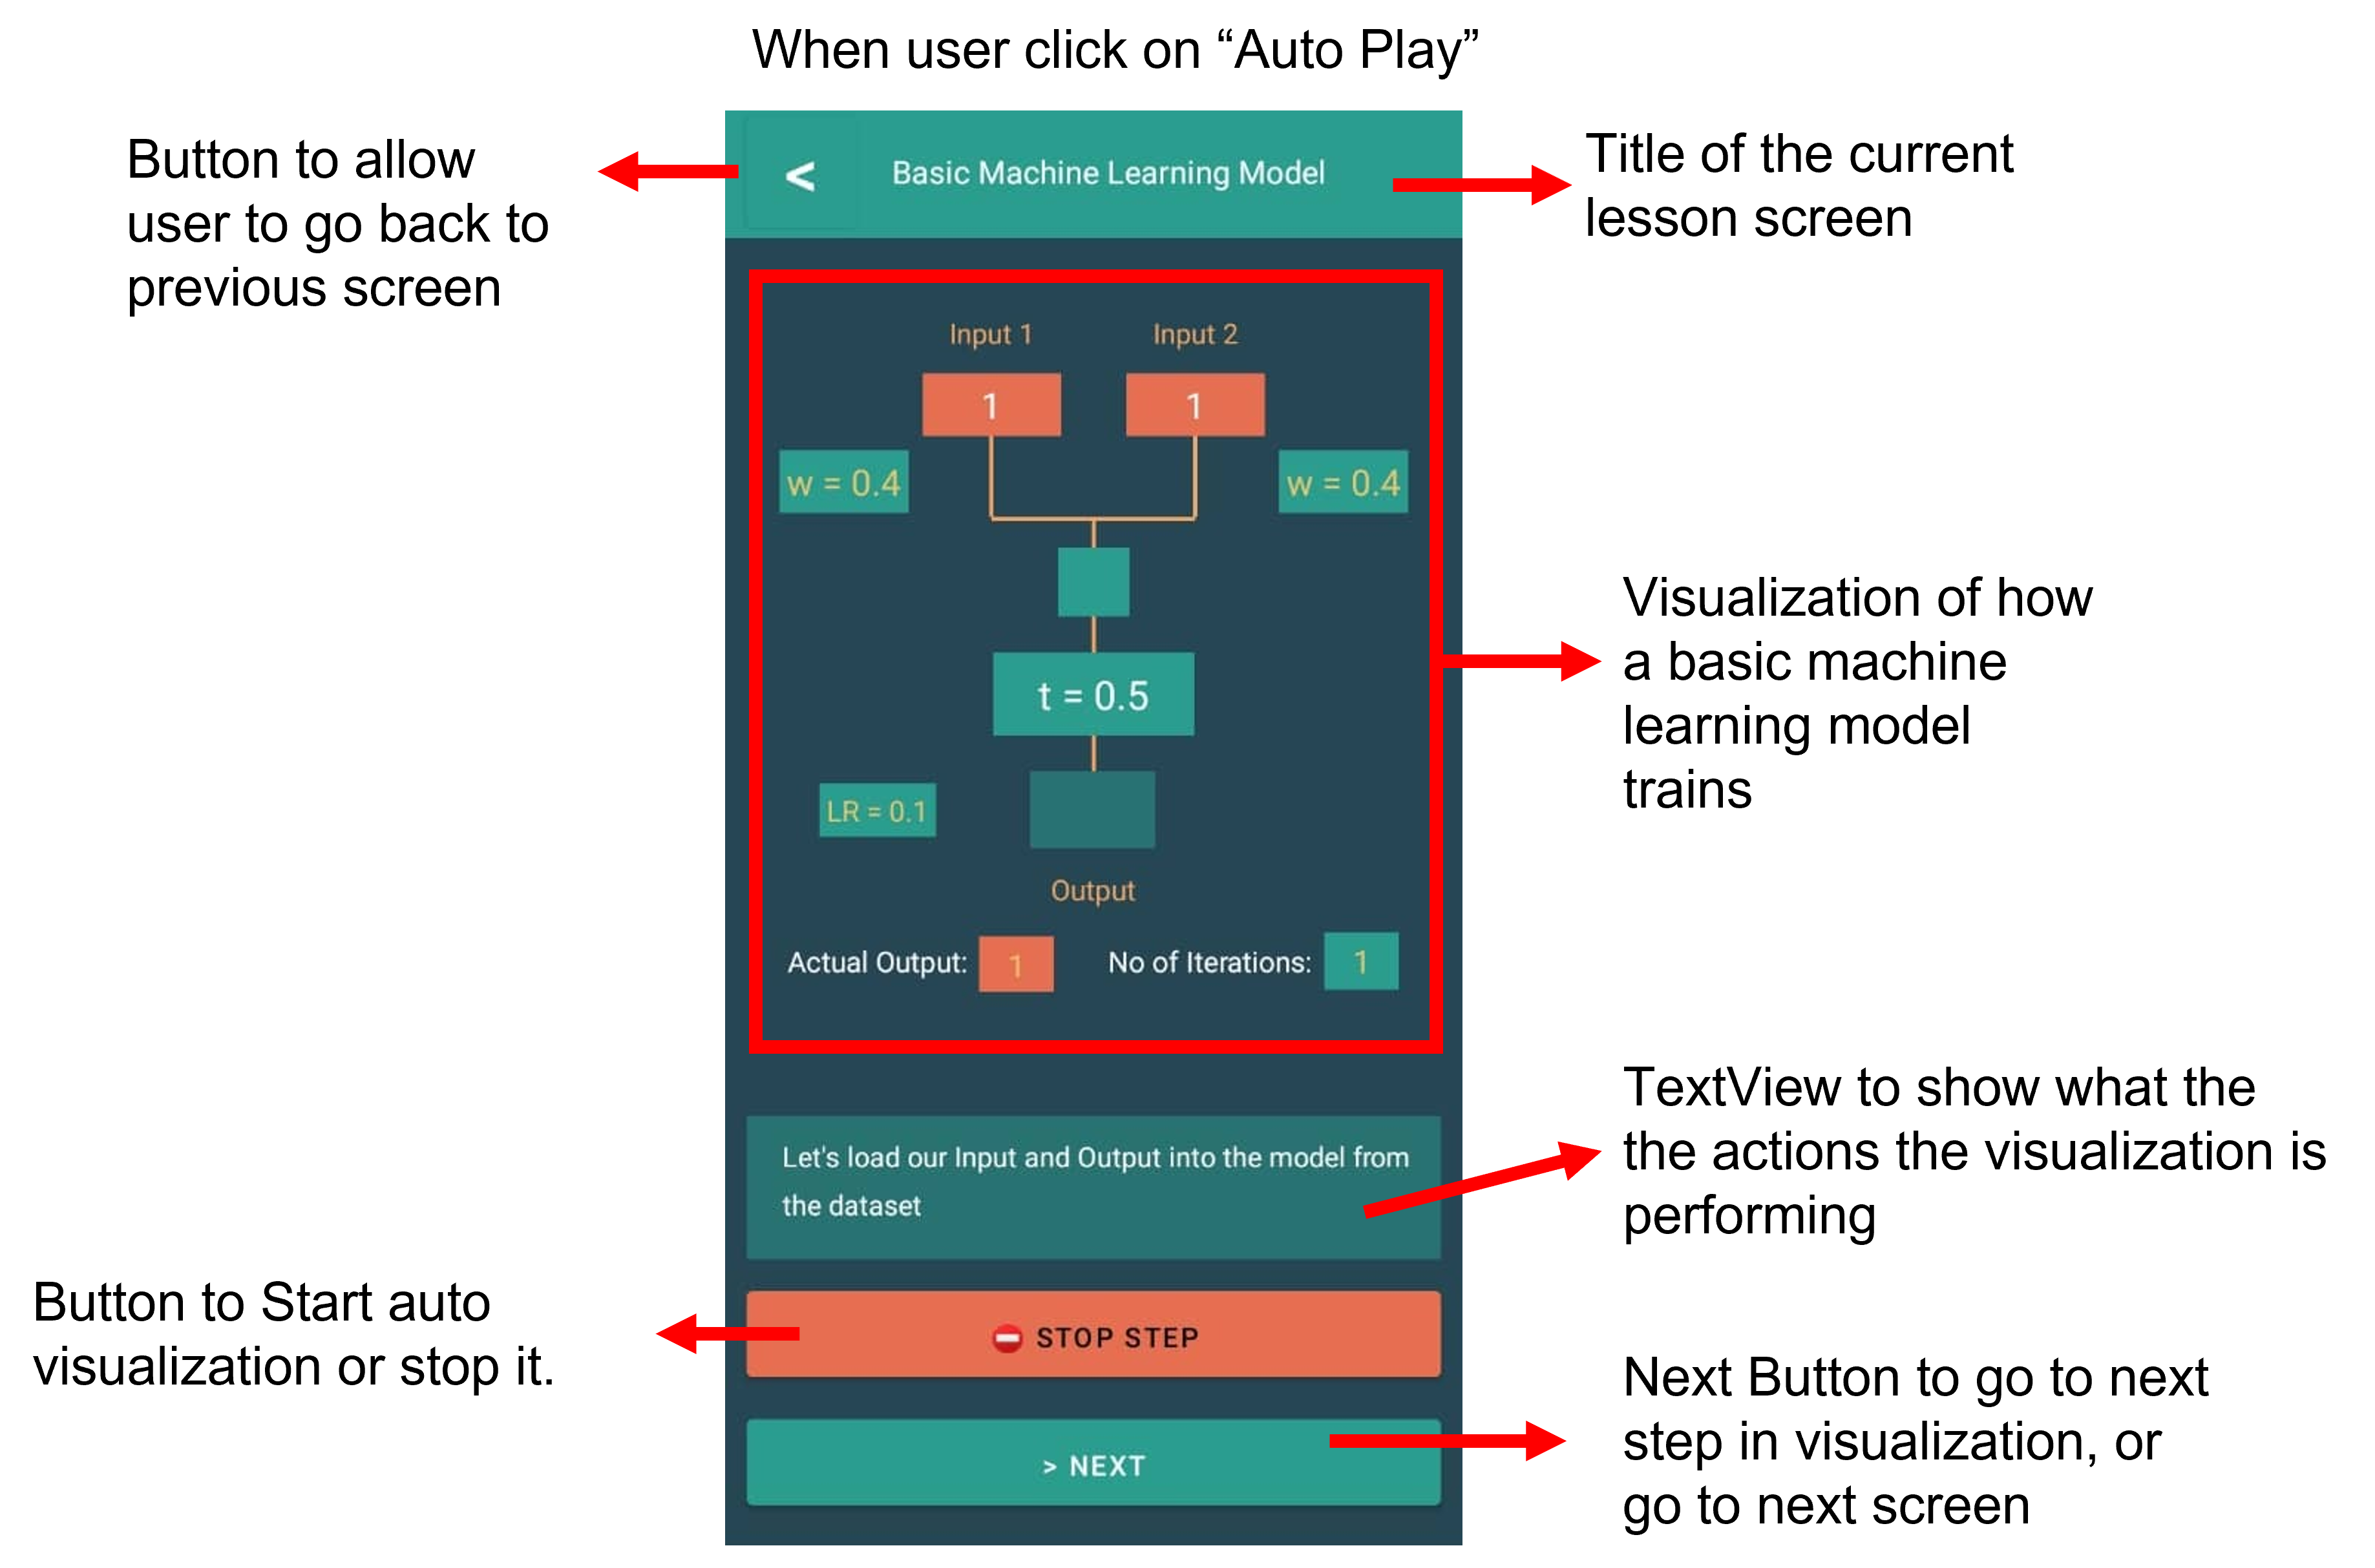 When user click on “Auto Play”
Button to allow
user to go back to
previous screen
<
Basic Machine Learning Model
Title of the current
lesson screen
Input 1
Input 2
1
1
w = 0.4
w = 0.4
t = 0.5
LR = 0.1
Output
Actual Output:
1
No of Iterations:
1
Visualization of how
a basic machine
learning model
trains
Let's load our Input and Output into the model from
the dataset
TextView to show what the
the actions the visualization is
performing
Button to Start auto
visualization or stop it.
STOP STEP
> NEXT
Next Button to go to next
step in visualization, or
go to next screen